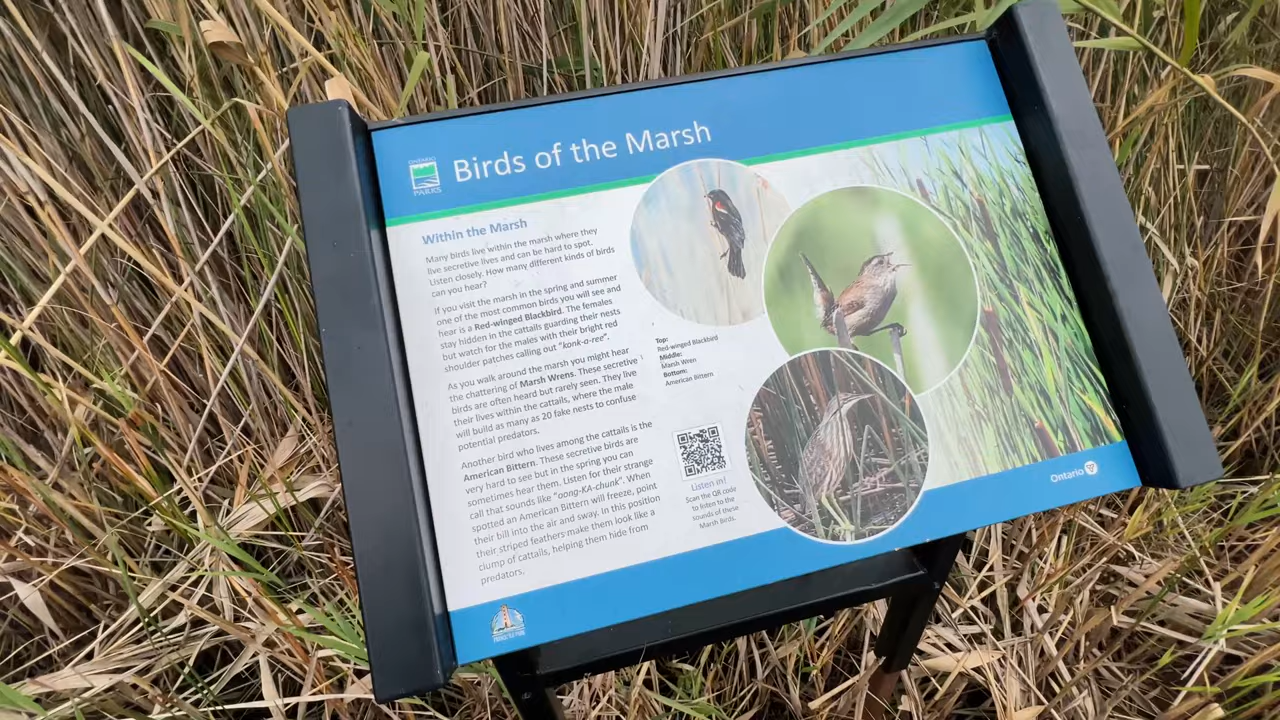 ONTARIO
PARKS
Birds of the Marsh
Within the Marsh
Many birds live within the marsh where they
live secretive lives and can be hard to spot.
Listen closely. How many different kinds of birds
can you hear?
If you visit the marsh in the spring and summer
one of the most common birds you will see and
hear is a Red-winged Blackbird. The females
stay hidden in the cattails guarding their nests
but watch for the males with their bright red
shoulder patches calling out "konk-a-ree".
As you walk around the marsh you might hear
the chattering of Marsh Wrens. These secretive
birds are often heard but rarely seen. They live
their lives within the cattails, where the male
will build as many as 20 fake nests to confuse
potential predators.
Another bird who lives among the cattails is the
American Bittern. These secretive birds are
very hard to see but in the spring you can
sometimes hear them. Listen for their strange
call that sounds like "oong-KA-chunk". When
spotted an American Bittern will freeze, point
their bill into the air and sway. In this position
their striped feathers make them look like a
clump of cattails, helping them hide from
predators.
Top:
Red-winged Blackbird
Middle:
Marsh Wren
Bottom:
American Bittern
Listen in!
Scan the QR code
to listen to the
sounds of these
Marsh Birds.
Ontario